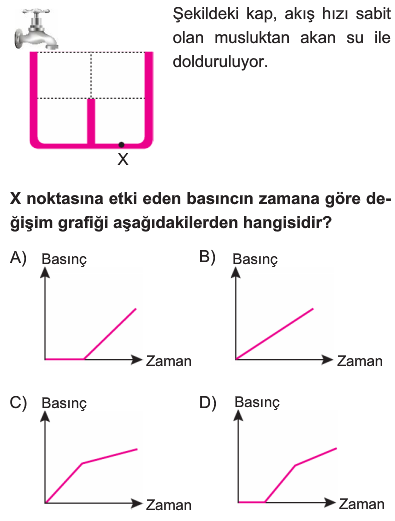 Şekildeki kap, akış hızı sabit
olan musluktan akan su ile
dolduruluyor.
X
X noktasına etki eden basıncın zamana göre de-
ğişim grafiği aşağıdakilerden hangisidir?
A) Basınç
Zaman
B) Basınç
Zaman
C) Basınç
Zaman
D) Basınç
Zaman